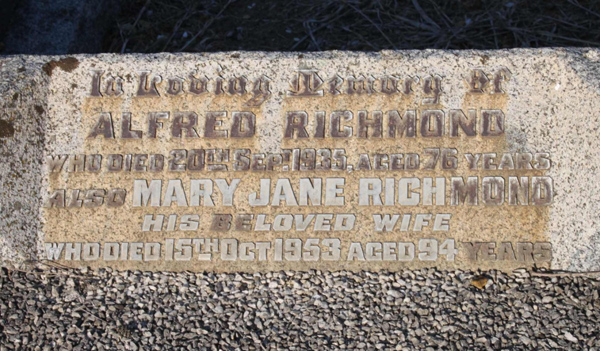 In Loving Memory Of
ALFRED RICHMOND
WHO DIED 20TH SEPT. 1935, AGED 76 YEARS
ALSO MARY JANE RICHMOND
HIS BELOVED WIFE
WHO DIED 15TH OCT 1953 AGED 94 YEARS